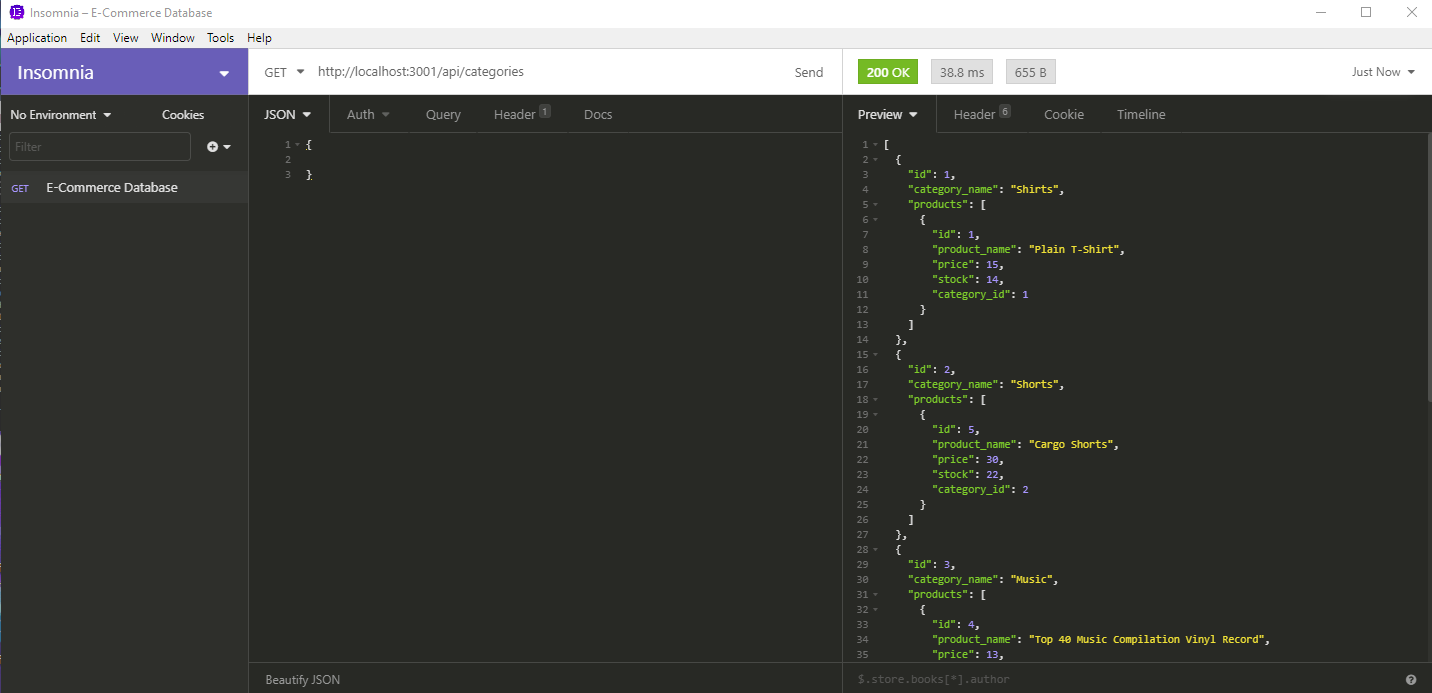 Insomnia – E-Commerce Database
Application Edit View Window Tools Help
Insomnia
GET http://localhost:3001/api/categories Send
200 OK 38.8 ms 655 B Just Now
No Environment Cookies
JSON Auth Query Header 1 Docs
Preview Header 6 Cookie Timeline
Filter
GET E-Commerce Database
1 {
2
3 }
1 [
2 {
3 "id": 1,
4 "category_name": "Shirts",
5 "products": [
6 {
7 "id": 1,
8 "product_name": "Plain T-Shirt",
9 "price": 15,
10 "stock": 14,
11 "category_id": 1
12 }
13 ]
14 },
15 {
16 "id": 2,
17 "category_name": "Shorts",
18 "products": [
19 {
20 "id": 5,
21 "product_name": "Cargo Shorts",
22 "price": 30,
23 "stock": 22,
24 "category_id": 2
25 }
26 ]
27 },
28 {
29 "id": 3,
30 "category_name": "Music",
31 "products": [
32 {
33 "id": 4,
34 "product_name": "Top 40 Music Compilation Vinyl Record",
35 "price": 13,
Beautify JSON
$.store.books[*].author